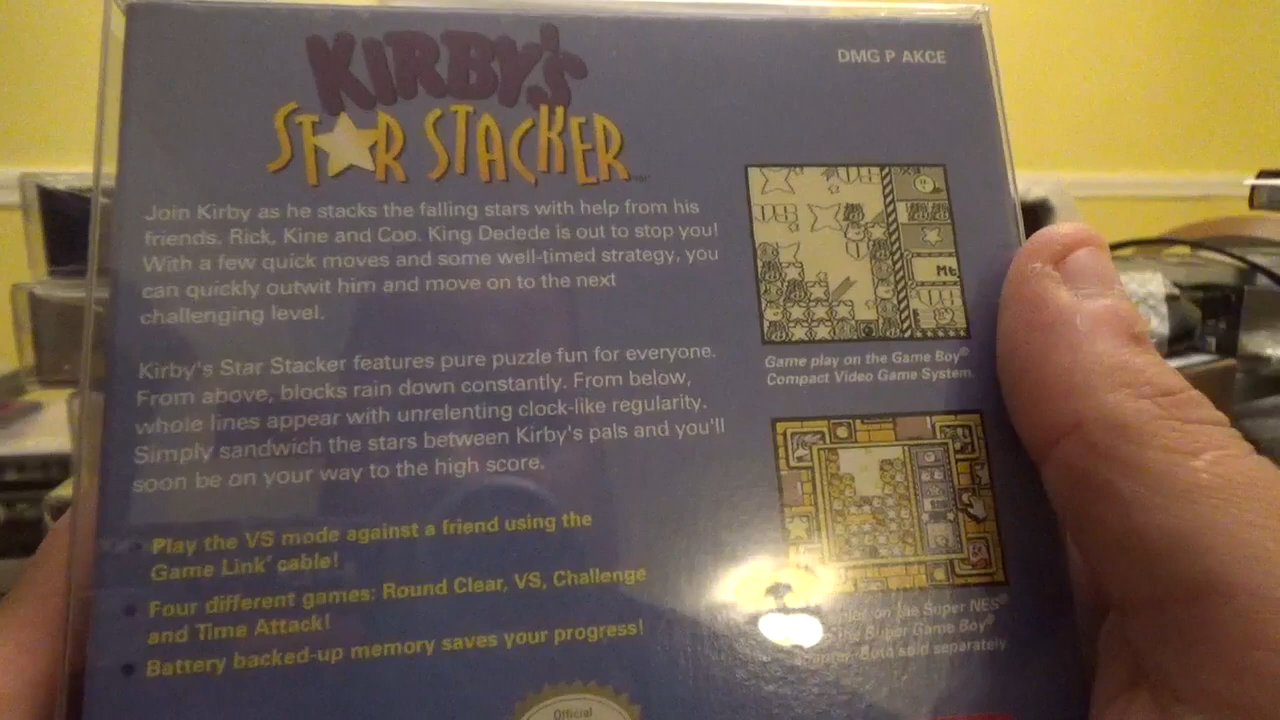 KIRBY'S
STAR STACKER
DMG P AKCE
Join Kirby as he stacks the falling stars with help from his
friends, Rick, Kine and Coo. King Dedede is out to stop you!
With a few quick moves and some well-timed strategy, you
can quickly outwit him and move on to the next
challenging level.
Kirby's Star Stacker features pure puzzle fun for everyone.
From above, blocks rain down constantly. From below,
whole lines appear with unrelenting clock-like regularity.
Simply sandwich the stars between Kirby's pals and you'll
soon be on your way to the high score.
• Play the VS mode against a friend using the
Game Link® cable!
• Four different games: Round Clear, VS, Challenge
and Time Attack!
• Battery backed-up memory saves your progress!
Game play on the Game Boy®
Compact Video Game System.
on the Super NES®
the Super Game Boy®
Both sold separately.
Official